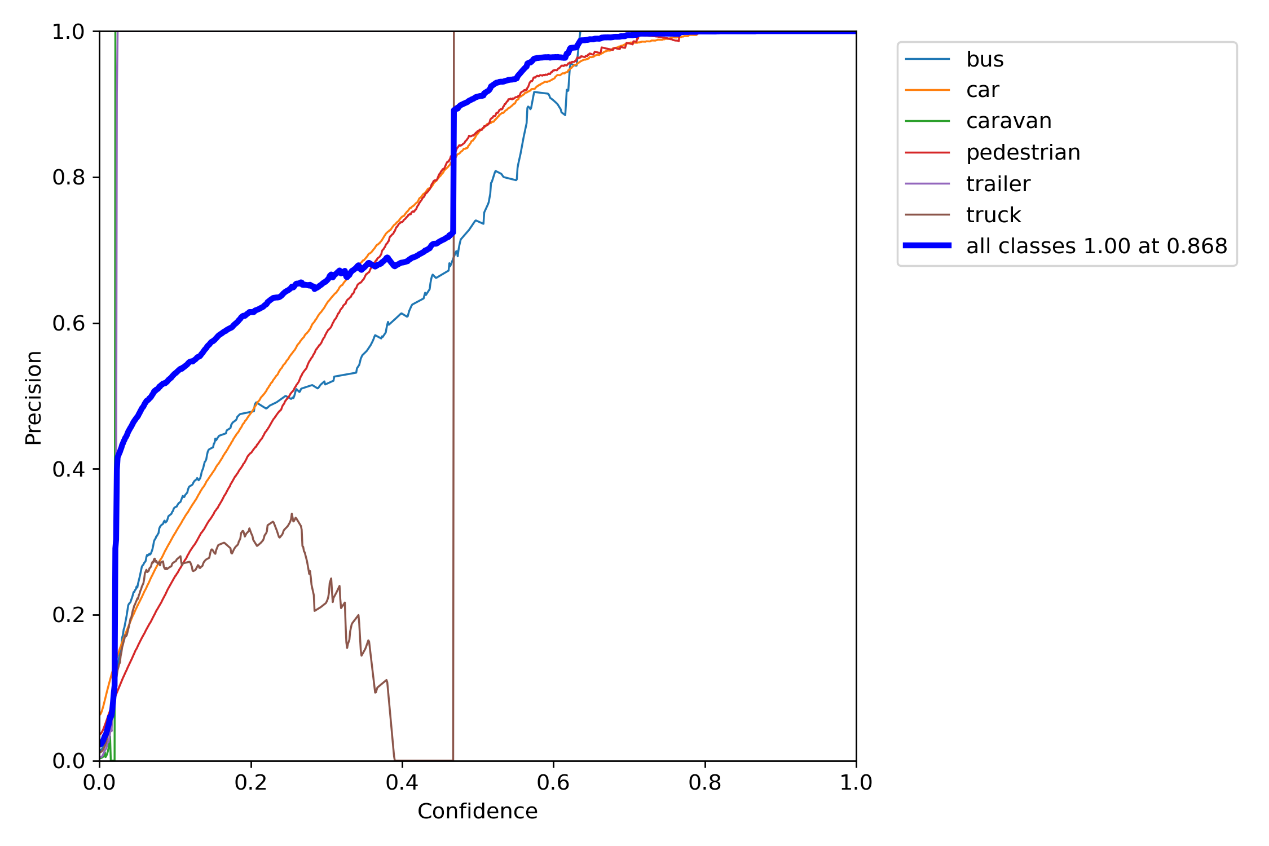 1.0
0.8
0.6
0.4
0.2
0.0
Precision
0.0 0.2 0.4 0.6 0.8 1.0
Confidence
bus
car
caravan
pedestrian
trailer
truck
all classes 1.00 at 0.868